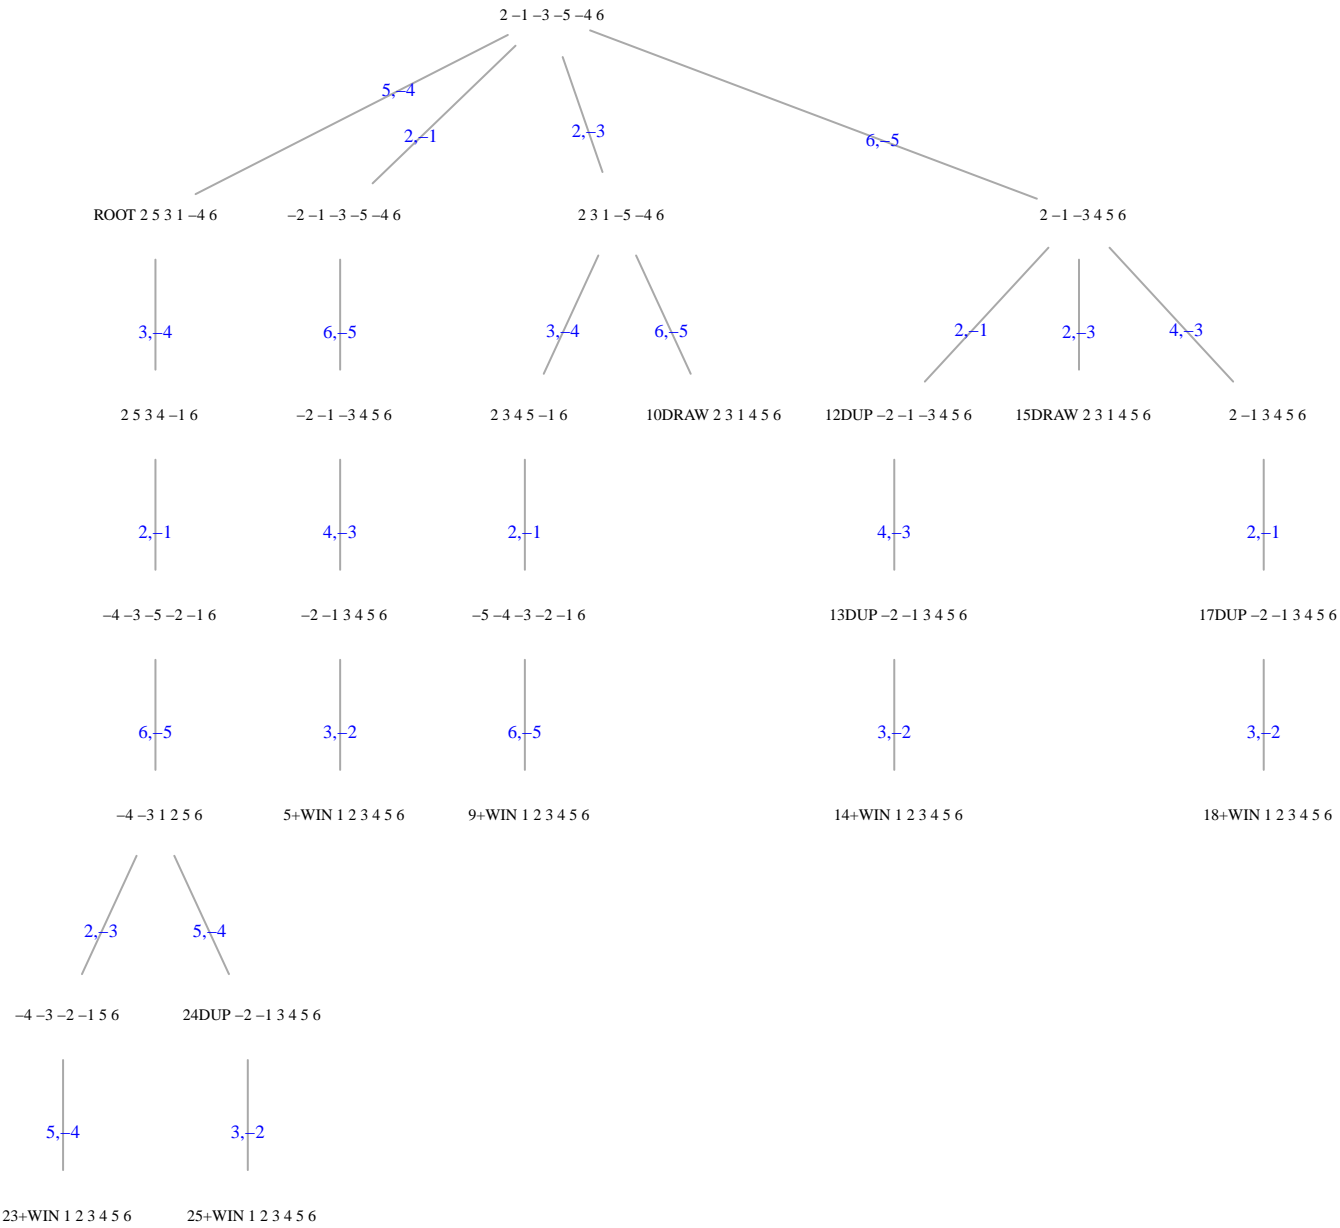 2 –1 –3 –5 –4 6
5,–4
2,–1
2,–3
6,–5
ROOT 2 5 3 1 –4 6
–2 –1 –3 –5 –4 6
2 3 1 –5 –4 6
2 –1 –3 4 5 6
3,–4
6,–5
3,–4
6,–5
2,–1
2,–3
4,–3
2 5 3 4 –1 6
–2 –1 –3 4 5 6
2 3 4 5 –1 6
10DRAW 2 3 1 4 5 6
12DUP –2 –1 –3 4 5 6
15DRAW 2 3 1 4 5 6
2 –1 3 4 5 6
2,–1
4,–3
2,–1
4,–3
2,–1
–4 –3 –5 –2 –1 6
–2 –1 3 4 5 6
–5 –4 –3 –2 –1 6
13DUP –2 –1 3 4 5 6
17DUP –2 –1 3 4 5 6
6,–5
3,–2
6,–5
3,–2
3,–2
–4 –3 1 2 5 6
5+WIN 1 2 3 4 5 6
9+WIN 1 2 3 4 5 6
14+WIN 1 2 3 4 5 6
18+WIN 1 2 3 4 5 6
2,–3
5,–4
–4 –3 –2 –1 5 6
24DUP –2 –1 3 4 5 6
5,–4
3,–2
23+WIN 1 2 3 4 5 6
25+WIN 1 2 3 4 5 6